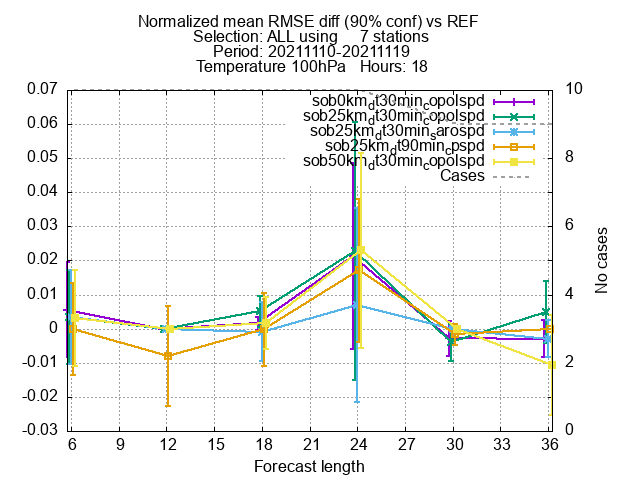 Normalized mean RMSE diff (90% conf) vs REF
Selection: ALL using 7 stations
Period: 20211110-20211119
Temperature 100hPa Hours: 18
sob0km_dt30min_copolspd
sob25km_dt30min_copolspd
sob25km_dt30min_sarospd
sob25km_dt90min_cpspd
sob50km_dt30min_copolspd
Cases
0.07
0.06
0.05
0.04
0.03
0.02
0.01
0
-0.01
-0.02
-0.03
10
8
6
4
2
0
No cases
6 9 12 15 18 21 24 27 30 33 36
Forecast length